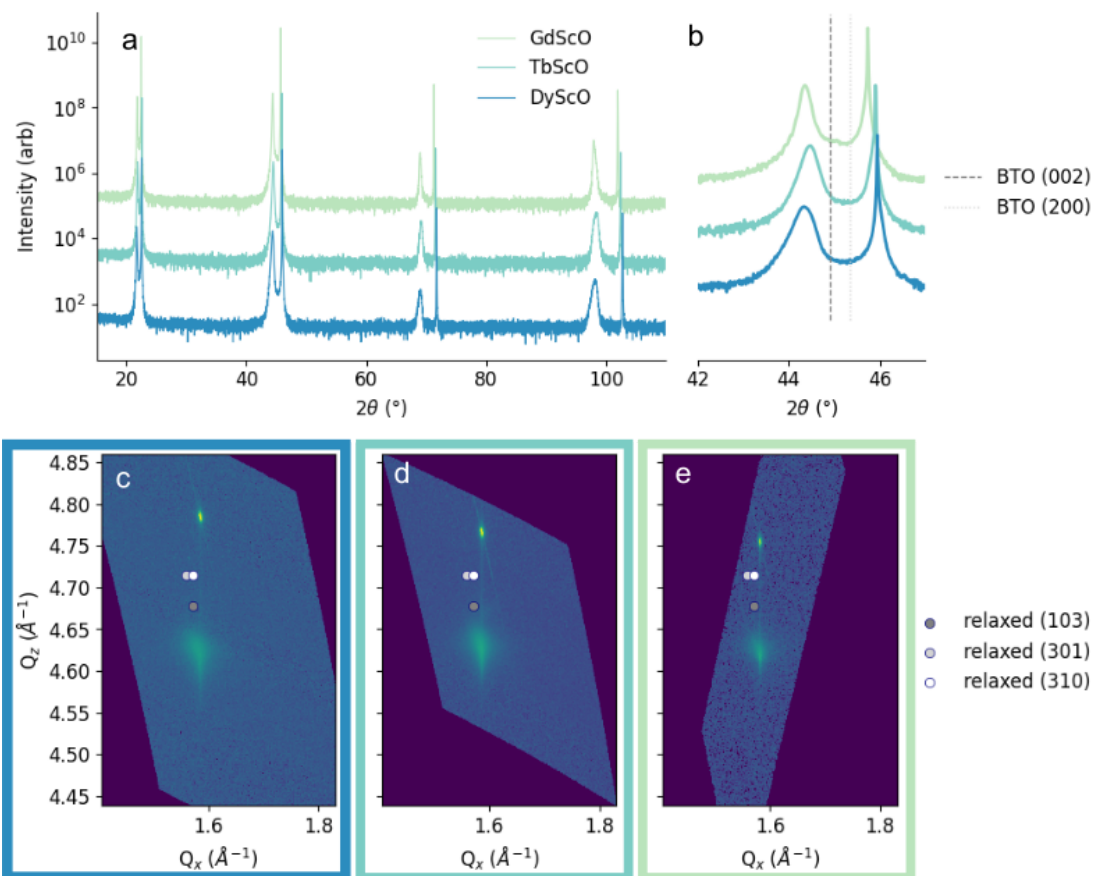 a
10^{10}
10^{8}
10^{6}
10^{4}
10^{2}
Intensity (arb)
GdScO
TbScO
DyScO
20 40 60 80 100
2θ (°)
b
42 44 46
2θ (°)
BTO (002)
BTO (200)
c
4.85
4.80
4.75
4.70
4.65
4.60
4.55
4.50
4.45
Q_z (Å^{-1})
1.6 1.8
Q_x (Å^{-1})
d
1.6 1.8
Q_x (Å^{-1})
e
1.6 1.8
Q_x (Å^{-1})
relaxed (103)
relaxed (301)
relaxed (310)